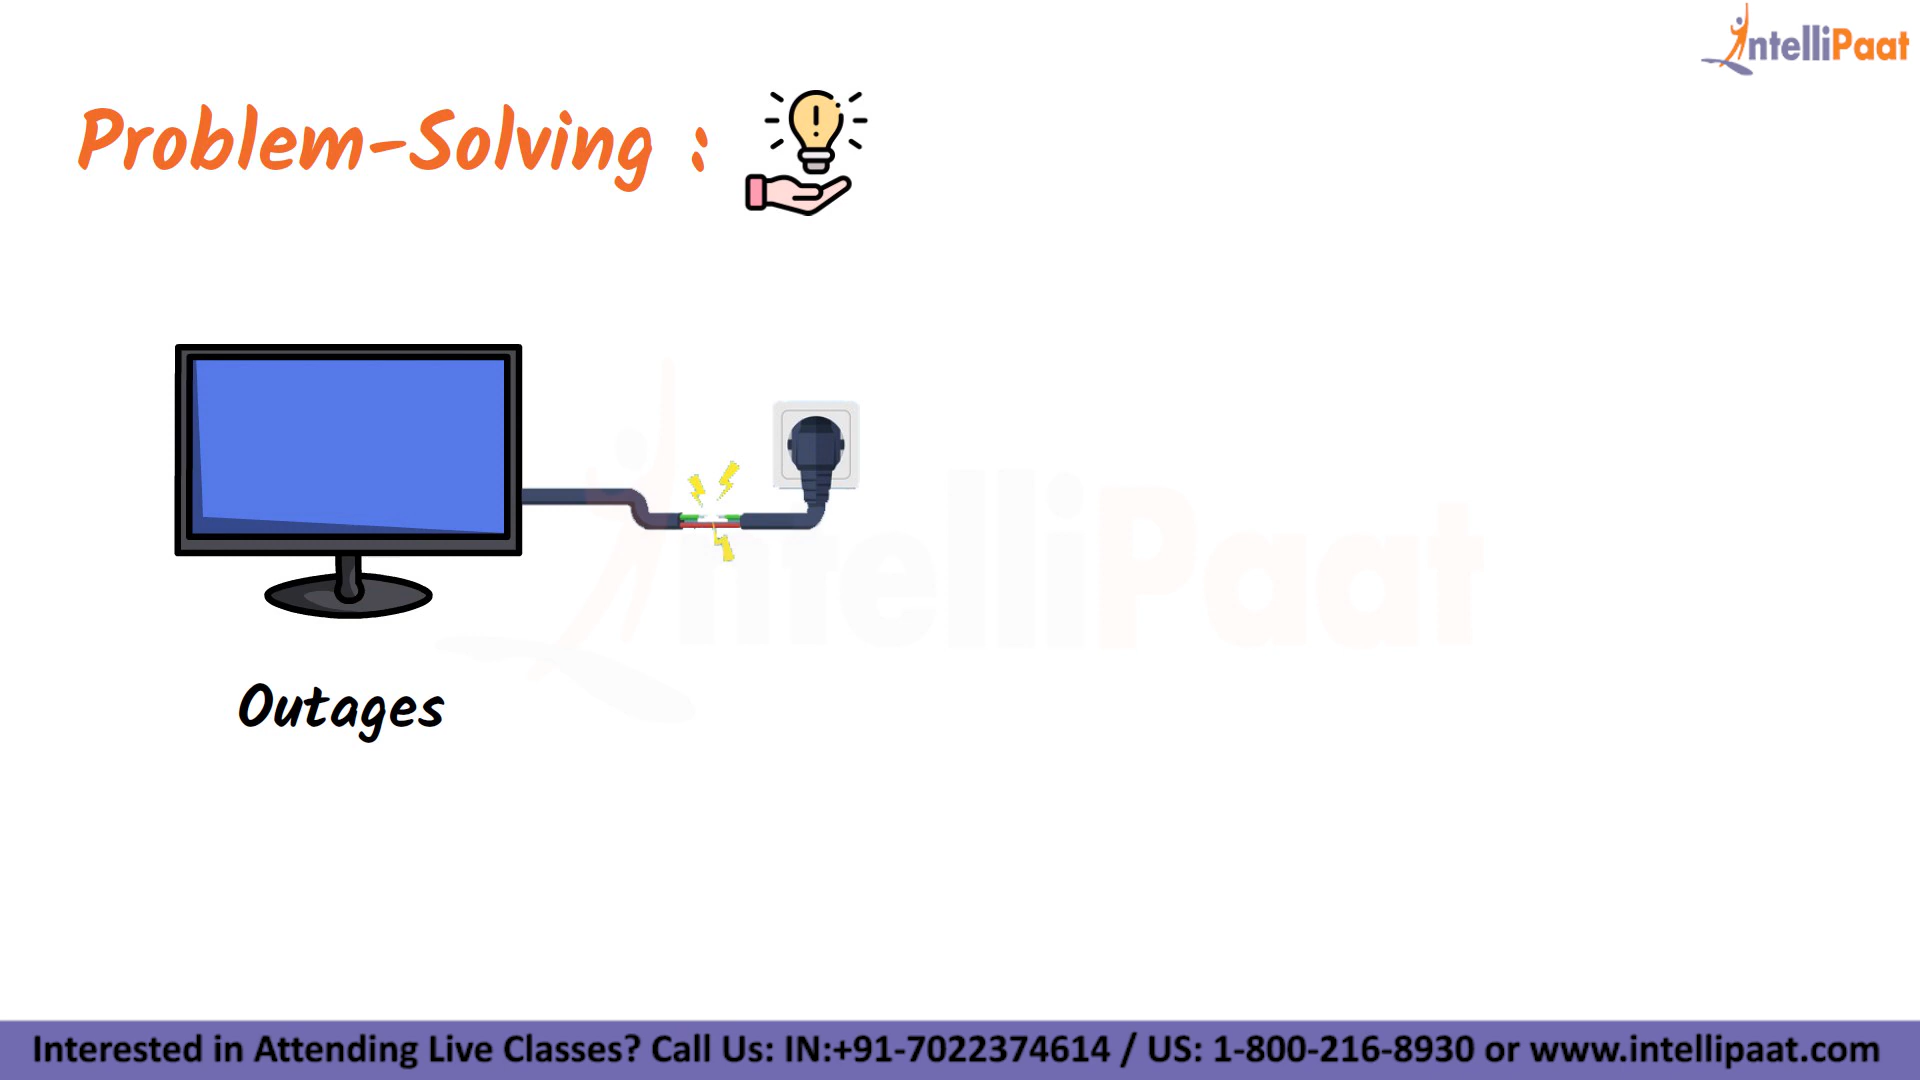 IntelliPaat
Problem-Solving :
IntelliPaat
Outages
Interested in Attending Live Classes? Call Us: IN:+91-7022374614 / US: 1-800-216-8930 or www.intellipaat.com